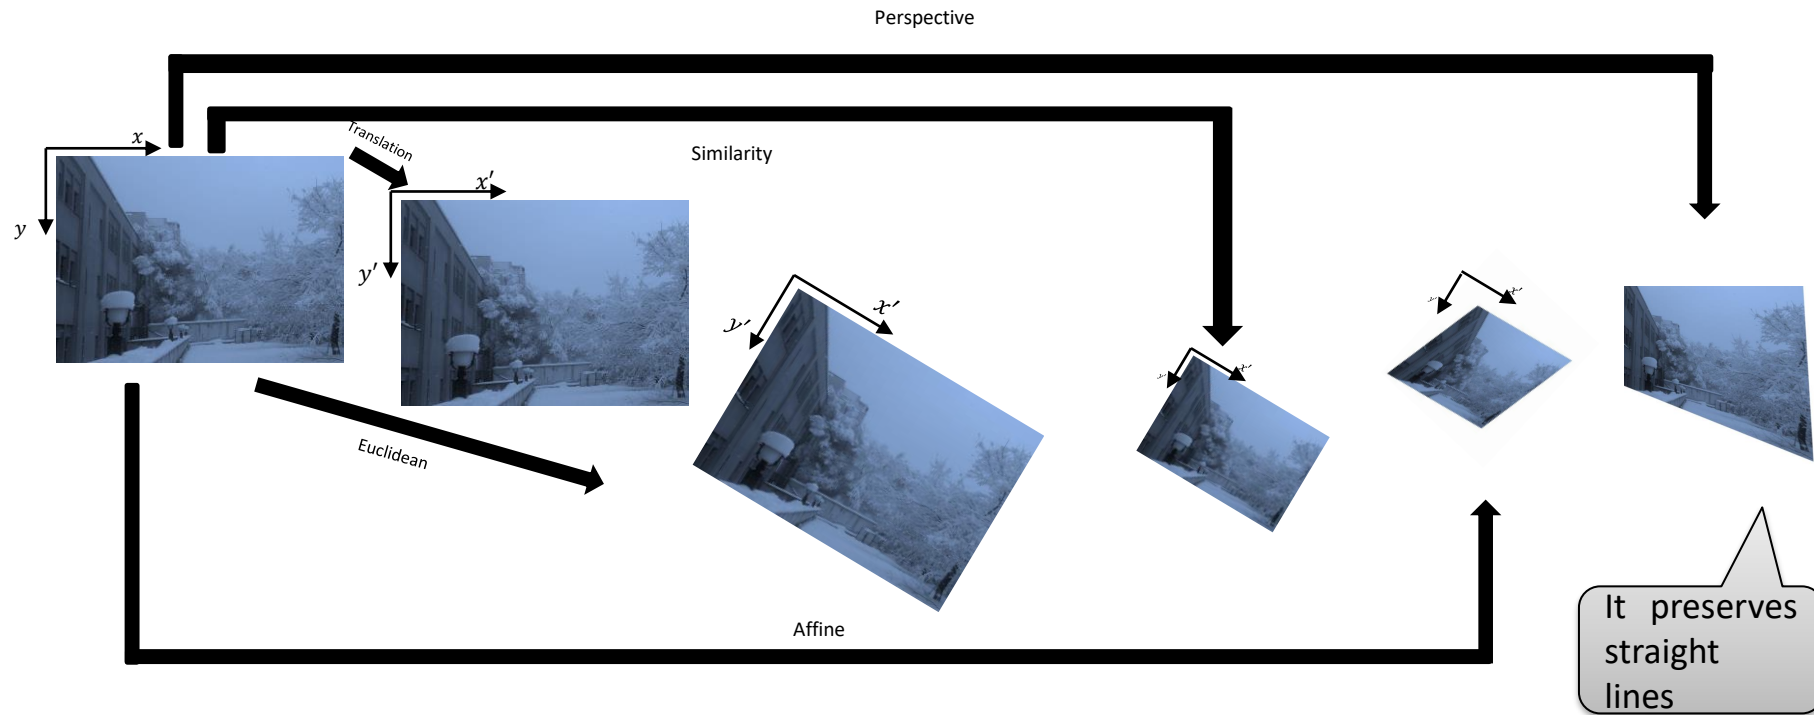 Perspective
x
Translation
Similarity
x′
y
y′
x′
y′
x′
x′
Euclidean
Affine
It preserves
straight
lines